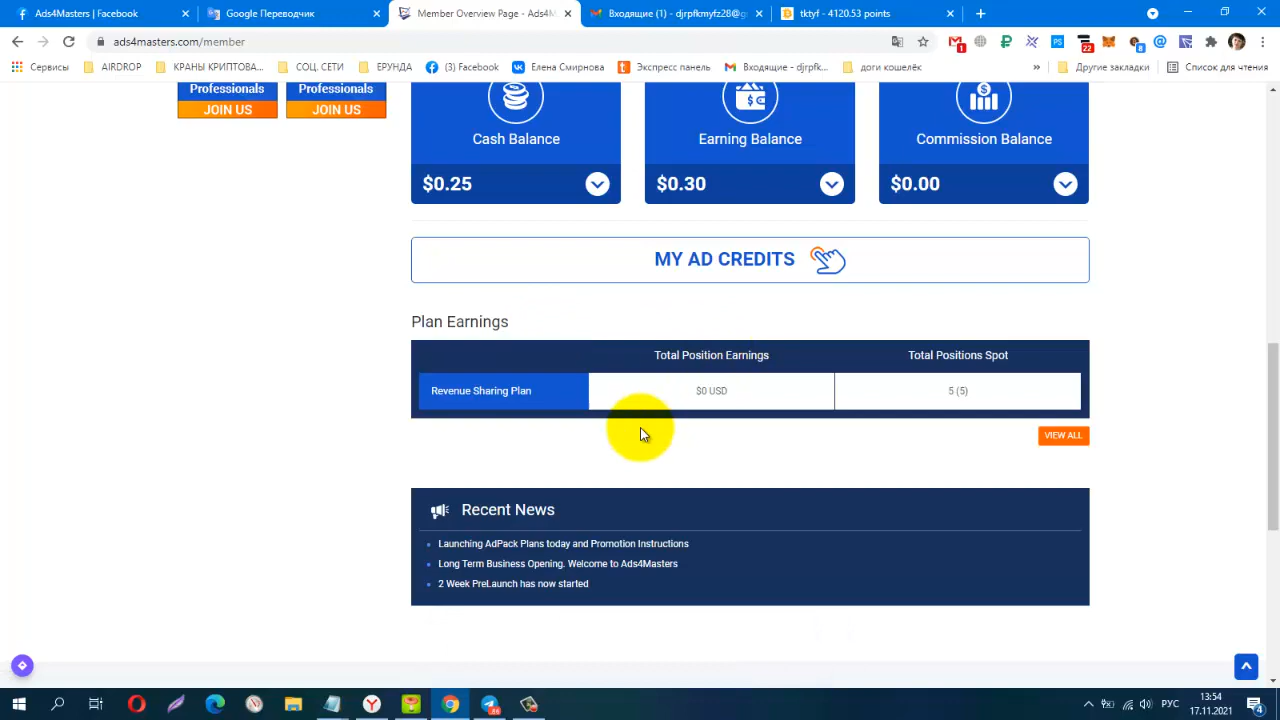 Ads4Masters | Facebook
Google Переводчик
Member Overview Page - Ads4M
Входящие (1) - djrpkmyfz28@g
tktyf - 4120.53 points
ads4masters.com/member
Сервисы
AIRDROP
КРАНЫ КРИПТОВА...
СОЦ. СЕТИ
ЕРУНДА
(3) Facebook
Елена Смирнова
Экспресс панель
Входящие - djrpfk...
доги кошелёк
»
Другие закладки
Список для чтения
Professionals
JOIN US
Professionals
JOIN US
Cash Balance
$0.25
Earning Balance
$0.30
Commission Balance
$0.00
MY AD CREDITS
Plan Earnings
Total Position Earnings
Total Positions Spot
Revenue Sharing Plan
$0 USD
5 (5)
VIEW ALL
Recent News
Launching AdPack Plans today and Promotion Instructions
Long Term Business Opening. Welcome to Ads4Masters
2 Week PreLaunch has now started
РУС
13:54
17.11.2021